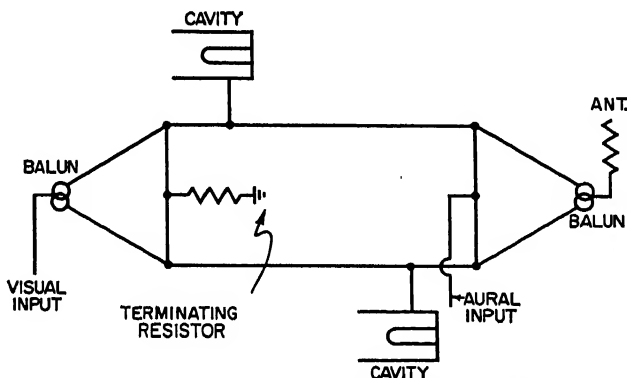 CAVITY
ANT.
BALUN
BALUN
VISUAL
INPUT
TERMINATING
RESISTOR
AURAL
INPUT
CAVITY